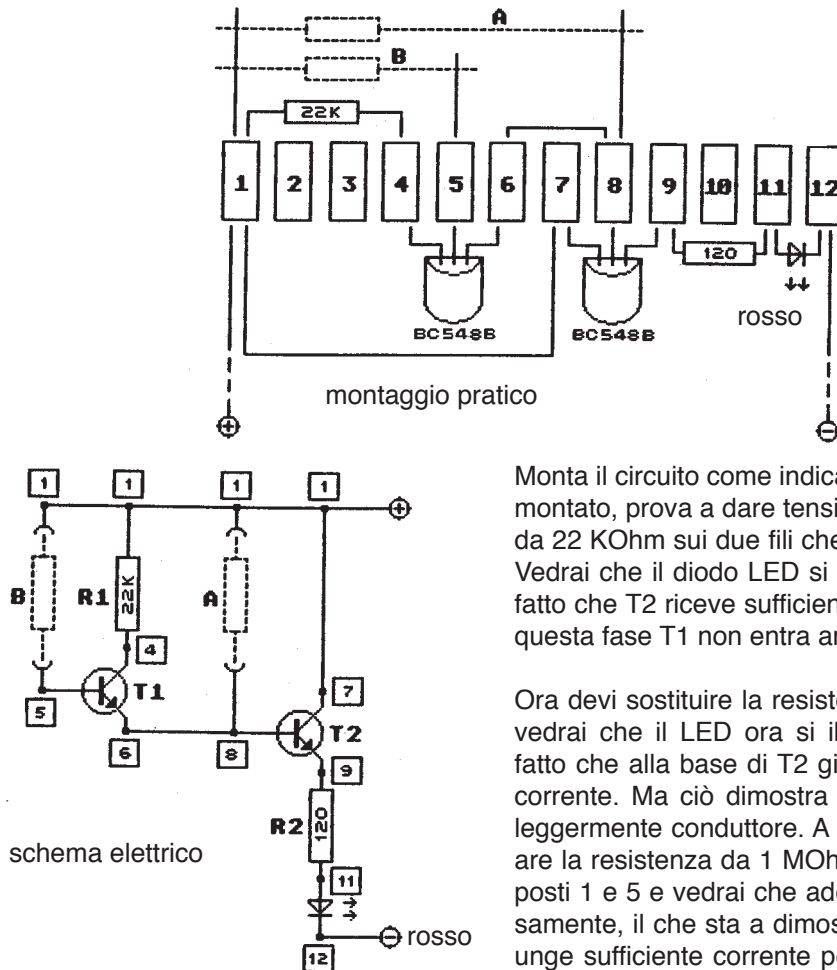 A
B
22K
1 2 3 4 5 6 7 8 9 10 11 12
120
BC548B BC548B
rosso
montaggio pratico
+
-
1 1 1 1
+
B R1 22K A
4
T1
5
7
T2
6 8
9
R2 120
11
schema elettrico
- rosso
12
Monta il circuito come indica
montato, prova a dare tensi
da 22 KOhm sui due fili che
Vedrai che il diodo LED si
fatto che T2 riceve sufficien
questa fase T1 non entra an
Ora devi sostituire la resiste
vedrai che il LED ora si il
fatto che alla base di T2 gi
corrente. Ma ciò dimostra
leggermente conduttore. A
are la resistenza da 1 MOh
posti 1 e 5 e vedrai che ad
samente, il che sta a dimos
unge sufficiente corrente p